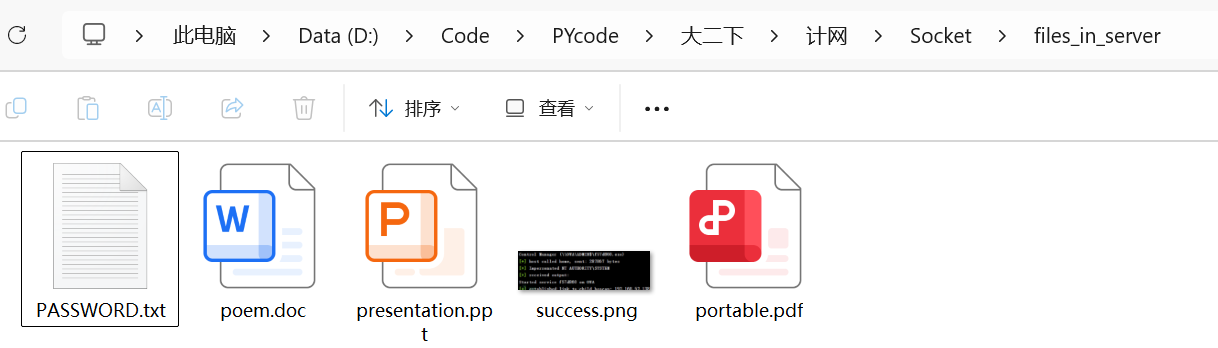 此电脑 > Data (D:) > Code > PYcode > 大二下 > 计网 > Socket > files_in_server
排序 查看
W P
PASSWORD.txt poem.doc presentation.pp success.png portable.pdf
t